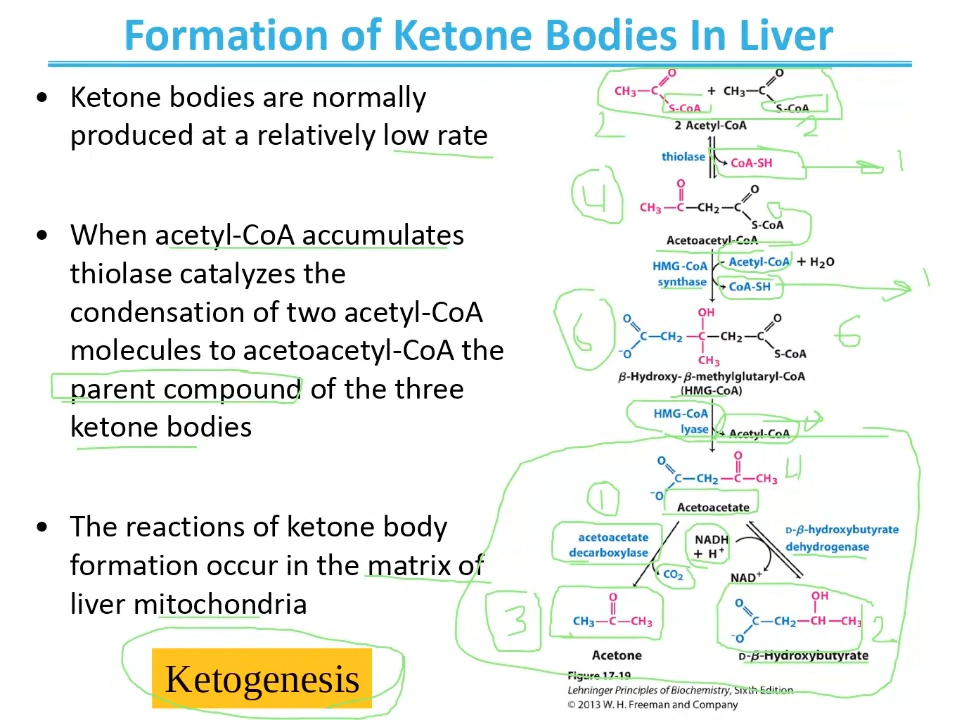 Formation of Ketone Bodies In Liver
• Ketone bodies are normally
produced at a relatively low rate
• When acetyl-CoA accumulates
thiolase catalyzes the
condensation of two acetyl-CoA
molecules to acetoacetyl-CoA the
parent compound of the three
ketone bodies
• The reactions of ketone body
formation occur in the matrix of
liver mitochondria
Ketogenesis
O O
CH₃—C + CH₃—C
S-CoA S-CoA
2 2
2 Acetyl-CoA
thiolase CoA-SH 1
4
O O
CH₃—C—CH₂—C
S-CoA
Acetoacetyl-CoA
HMG-CoA
synthase
Acetyl-CoA + H₂O
CoA-SH 1
6 6
OH
O O
C—CH₂—C—CH₂—C
⁻O S-CoA
CH₃
β-Hydroxy-β-methylglutaryl-CoA
(HMG-CoA)
HMG-CoA
lyase
Acetyl-CoA
O O
C—CH₂—C—CH₃
⁻O
4
1
Acetoacetate
acetoacetate
decarboxylase
CO₂
NADH
+ H⁺
NAD⁺
D-β-hydroxybutyrate
dehydrogenase
3
O
CH₃—C—CH₃
Acetone
OH
O
C—CH₂—CH—CH₃
⁻O
2
D-β-Hydroxybutyrate
Figure 17-19
Lehninger Principles of Biochemistry, Sixth Edition
© 2013 W. H. Freeman and Company